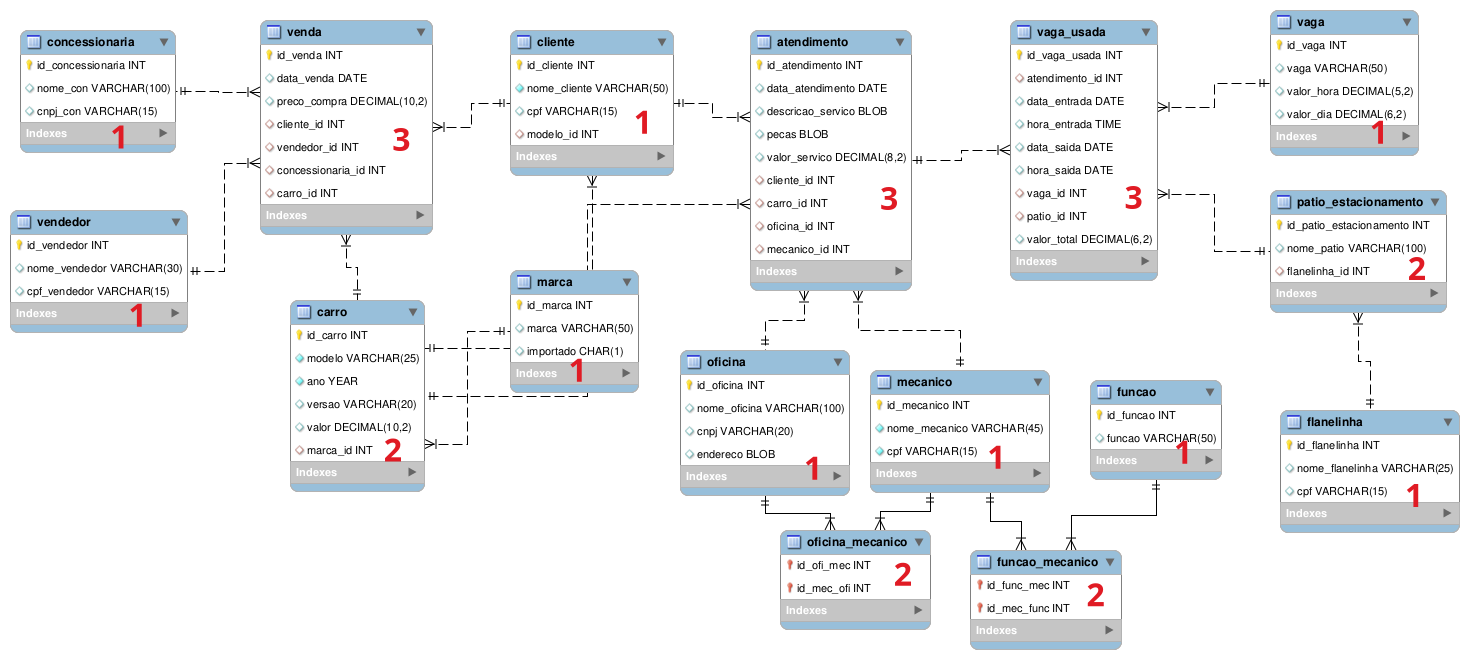 concessionaria
id_concessionaria INT
nome_con VARCHAR(100)
cnpj_con VARCHAR(15)
Indexes
1
venda
id_venda INT
data_venda DATE
preco_compra DECIMAL(10,2)
cliente_id INT
vendedor_id INT
concessionaria_id INT
carro_id INT
Indexes
3
cliente
id_cliente INT
nome_cliente VARCHAR(50)
cpf VARCHAR(15)
modelo_id INT
Indexes
1
atendimento
id_atendimento INT
data_atendimento DATE
descricao_servico BLOB
pecas BLOB
valor_servico DECIMAL(8,2)
cliente_id INT
carro_id INT
oficina_id INT
mecanico_id INT
Indexes
3
vaga_usada
id_vaga_usada INT
atendimento_id INT
data_entrada DATE
hora_entrada TIME
data_saida DATE
hora_saida DATE
vaga_id INT
patio_id INT
valor_total DECIMAL(6,2)
Indexes
3
vaga
id_vaga INT
vaga VARCHAR(50)
valor_hora DECIMAL(5,2)
valor_dia DECIMAL(6,2)
Indexes
1
vendedor
id_vendedor INT
nome_vendedor VARCHAR(30)
cpf_vendedor VARCHAR(15)
Indexes
1
patio_estacionamento
id_patio_estacionamento INT
nome_patio VARCHAR(100)
flanelinha_id INT
Indexes
2
carro
id_carro INT
modelo VARCHAR(25)
ano YEAR
versao VARCHAR(20)
valor DECIMAL(10,2)
marca_id INT
Indexes
2
marca
id_marca INT
marca VARCHAR(50)
importado CHAR(1)
Indexes
1
oficina
id_oficina INT
nome_oficina VARCHAR(100)
cnpj VARCHAR(20)
endereco BLOB
Indexes
1
mecanico
id_mecanico INT
nome_mecanico VARCHAR(45)
cpf VARCHAR(15)
Indexes
1
funcao
id_funcao INT
funcao VARCHAR(50)
Indexes
1
flanelinha
id_flanelinha INT
nome_flanelinha VARCHAR(25)
cpf VARCHAR(15)
Indexes
1
oficina_mecanico
id_ofi_mec INT
id_mec_ofi INT
Indexes
2
funcao_mecanico
id_func_mec INT
id_mec_func INT
Indexes
2